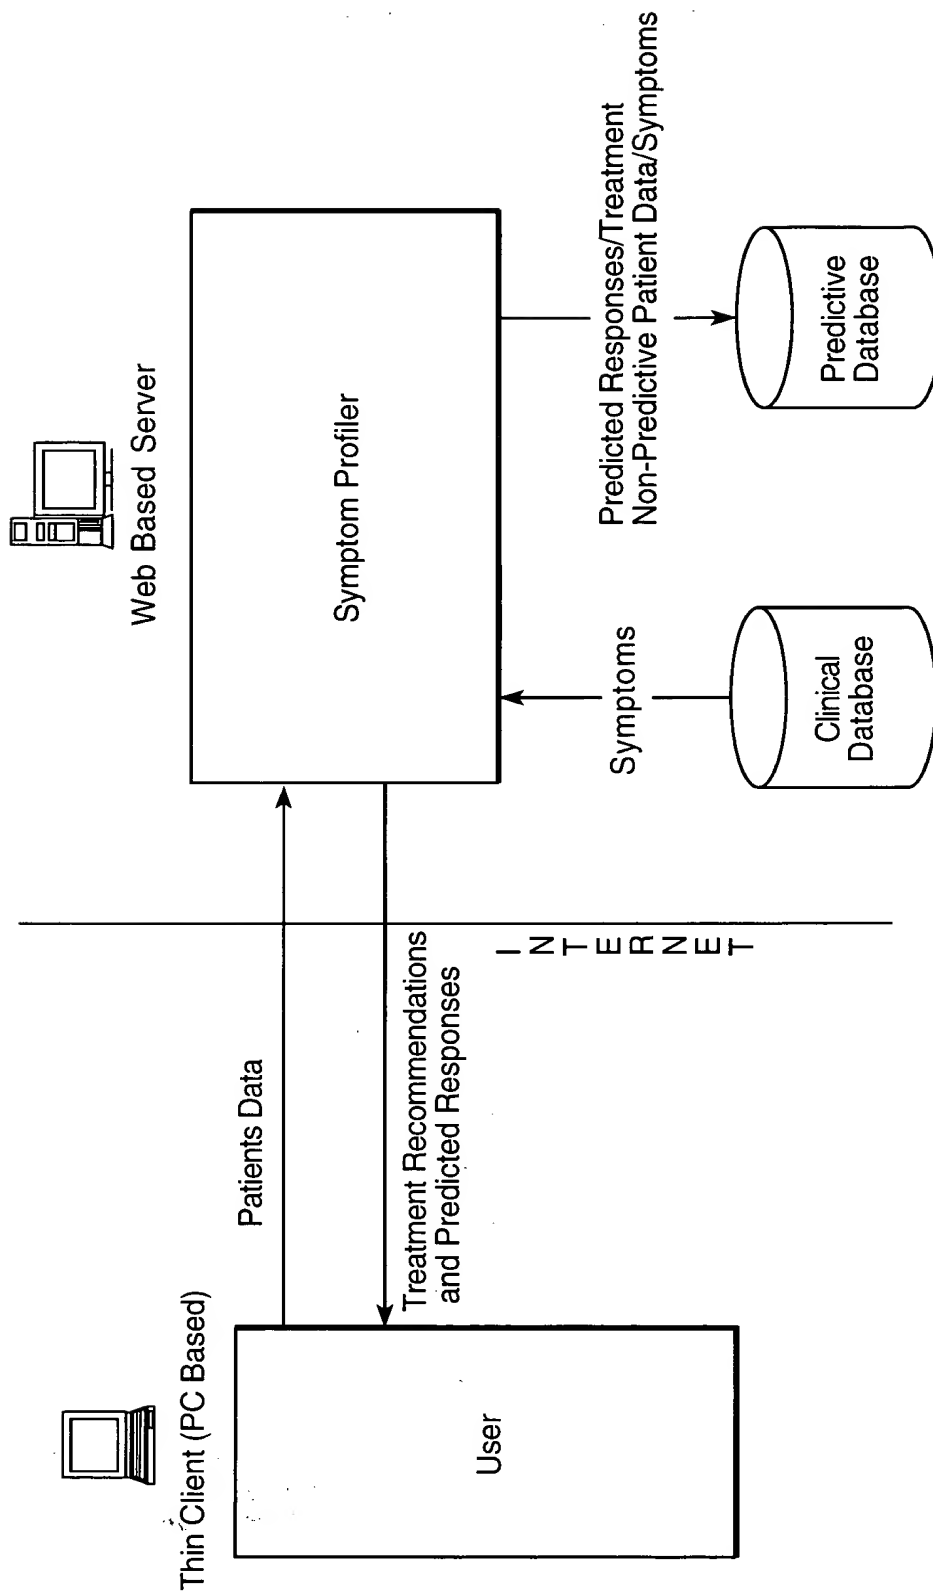 Thin Client (PC Based)
Web Based Server
User
Patients Data
Treatment Recommendations
and Predicted Responses
INTERNET
Symptom Profiler
Symptoms
Predicted Responses/Treatment
Non-Predictive Patient Data/Symptoms
Clinical
Database
Predictive
Database